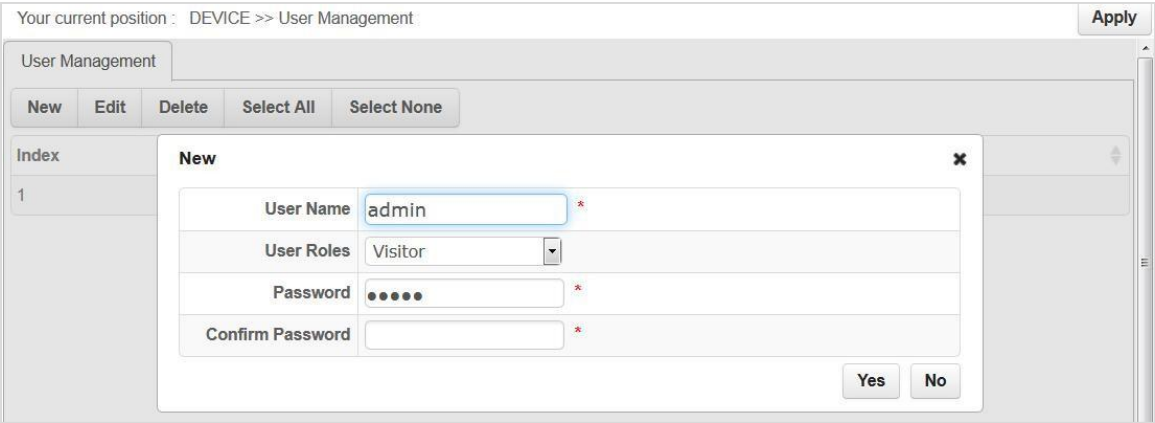 Your current position : DEVICE >> User Management
Apply
User Management
New Edit Delete Select All Select None
Index
1
New
User Name admin *
User Roles Visitor
Password ●●●●● *
Confirm Password *
Yes No